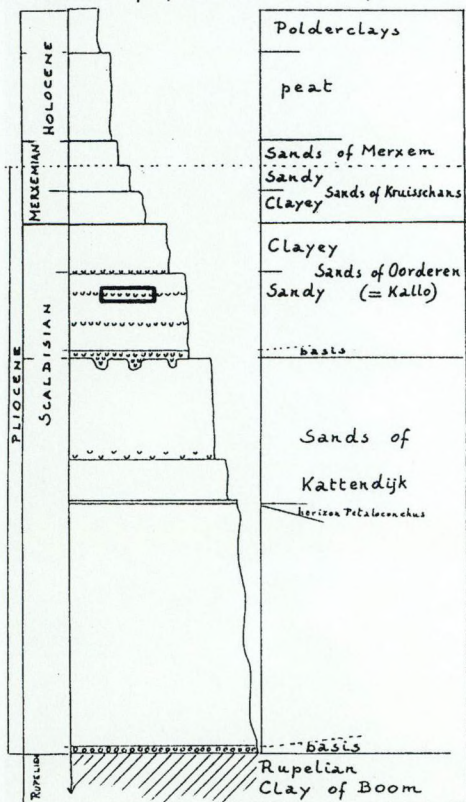 HOLOCENE
MERXEMIAN
PLIOCENE
SCALDISIAN
RUPELIAN
Polderclays
peat
Sands of Merxem
Sandy
Sands of Kruisschans
Clayey
Clayey
Sands of Oorderen
Sandy (= Kallo)
basis
Sands of
Kattendijk
horizon Petaloconchus
basis
Rupelian
Clay of Boom